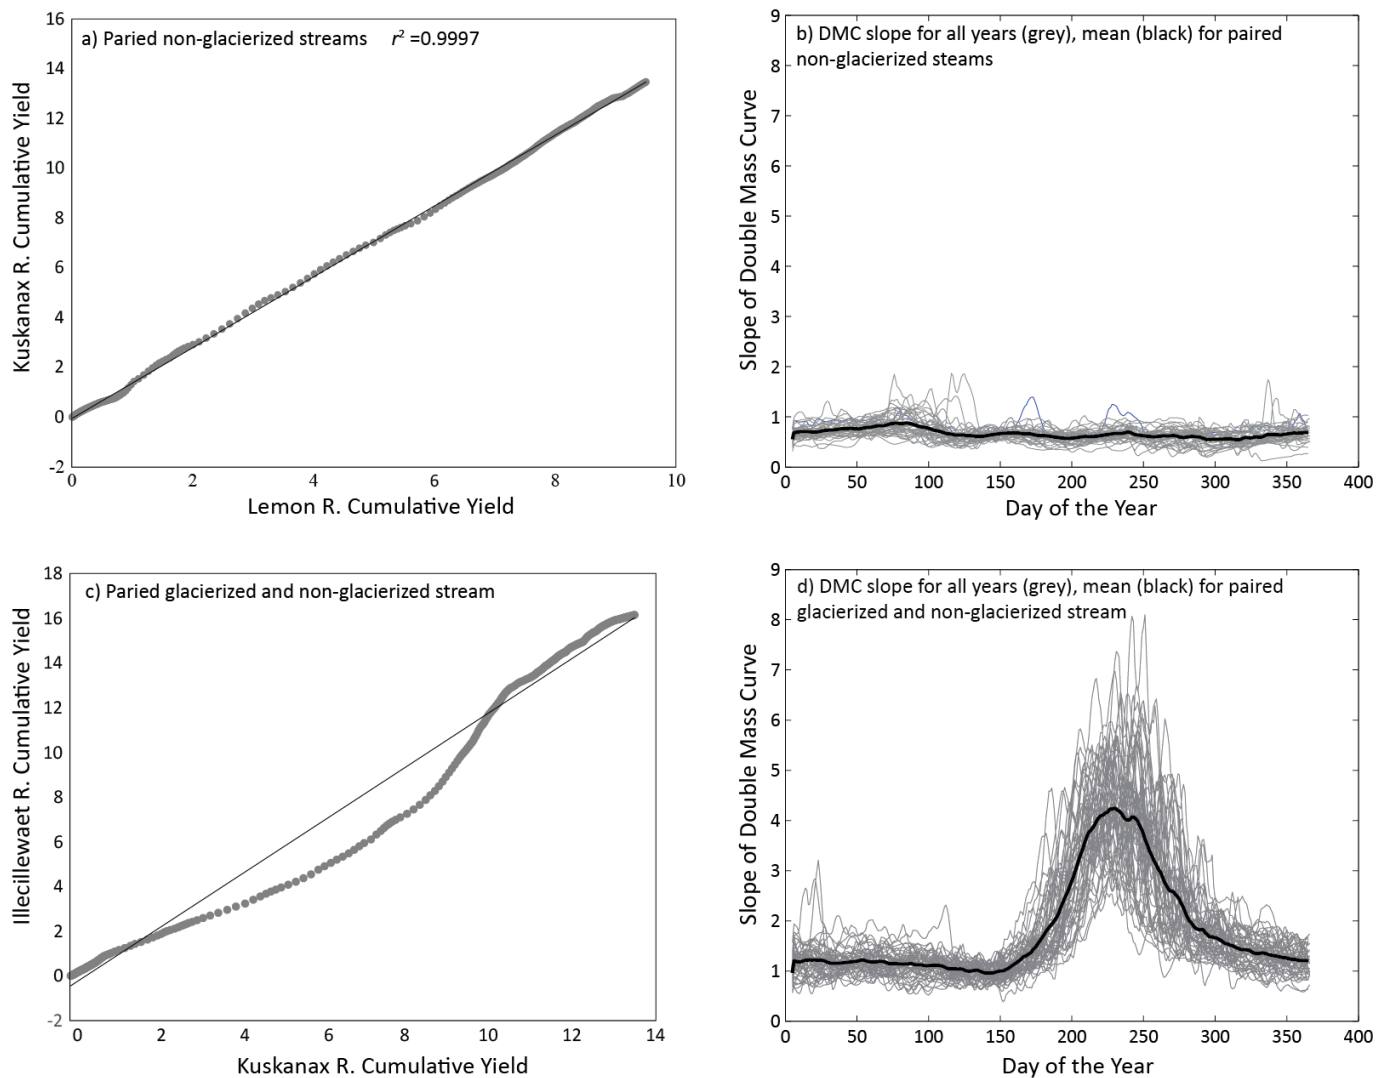 a) Paried non-glacierized streams r² =0.9997
16
14
12
10
8
6
4
2
0
-2
Kuskanax R. Cumulative Yield
0 2 4 6 8 10
Lemon R. Cumulative Yield
b) DMC slope for all years (grey), mean (black) for paired
non-glacierized steams
9
8
7
6
5
4
3
2
1
0
Slope of Double Mass Curve
0 50 100 150 200 250 300 350 400
Day of the Year
c) Paried glacierized and non-glacierized stream
18
16
14
12
10
8
6
4
2
0
-2
Illecillewaet R. Cumulative Yield
0 2 4 6 8 10 12 14
Kuskanax R. Cumulative Yield
d) DMC slope for all years (grey), mean (black) for paired
glacierized and non-glacierized stream
9
8
7
6
5
4
3
2
1
0
Slope of Double Mass Curve
0 50 100 150 200 250 300 350 400
Day of the Year